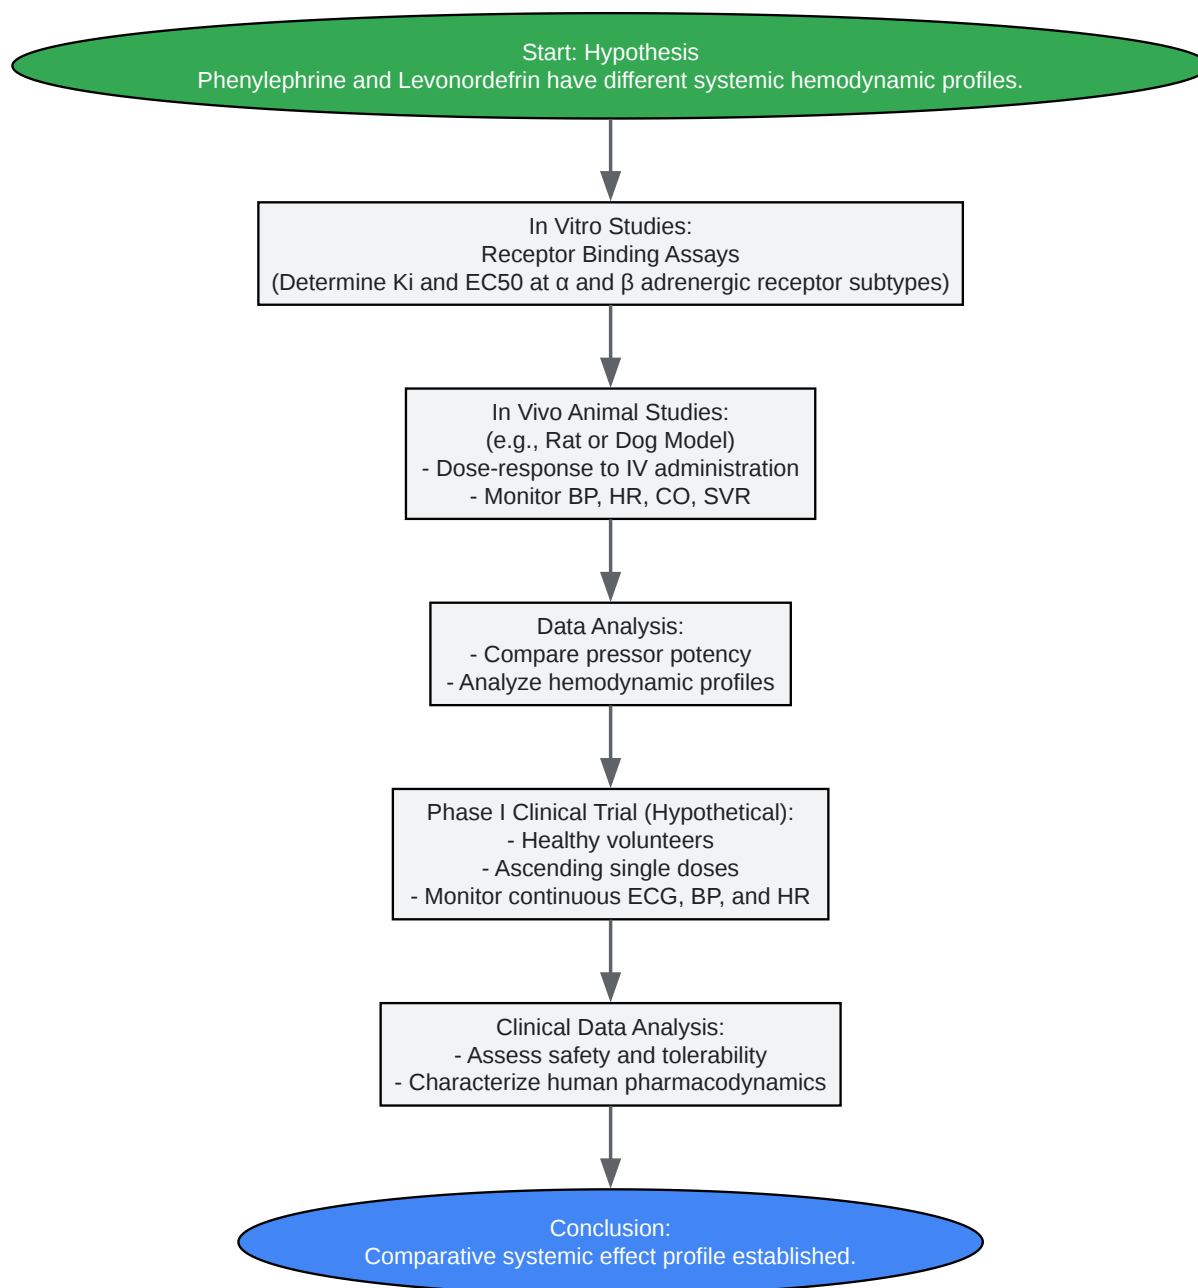 Start: Hypothesis
Phenylephrine and Levonordefrin have different systemic hemodynamic profiles.
In Vitro Studies:
Receptor Binding Assays
(Determine Ki and EC50 at α and β adrenergic receptor subtypes)
In Vivo Animal Studies:
(e.g., Rat or Dog Model)
- Dose-response to IV administration
- Monitor BP, HR, CO, SVR
Data Analysis:
- Compare pressor potency
- Analyze hemodynamic profiles
Phase I Clinical Trial (Hypothetical):
- Healthy volunteers
- Ascending single doses
- Monitor continuous ECG, BP, and HR
Clinical Data Analysis:
- Assess safety and tolerability
- Characterize human pharmacodynamics
Conclusion:
Comparative systemic effect profile established.